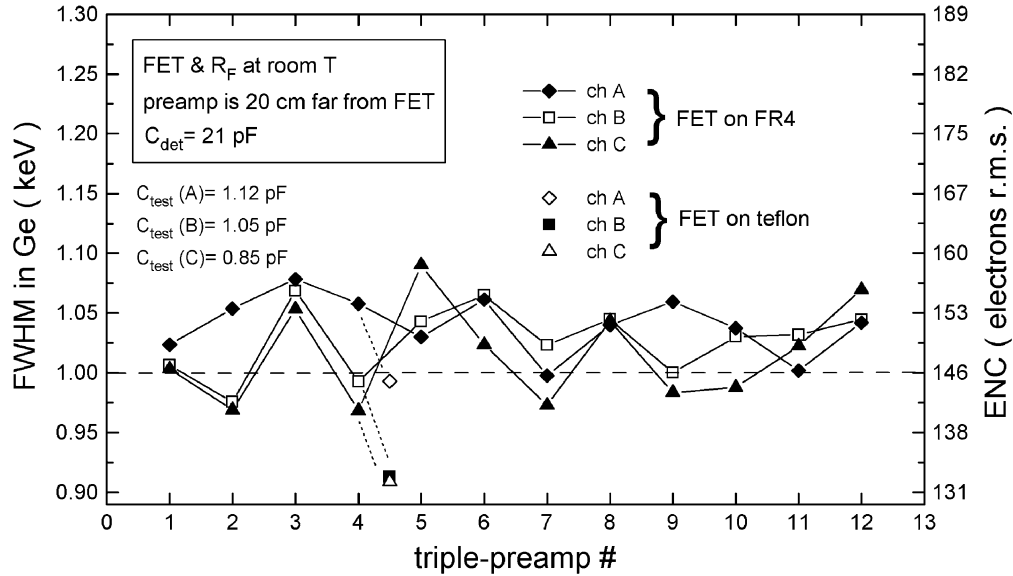 FET & R_F at room T
preamp is 20 cm far from FET
C_det = 21 pF
C_test (A)= 1.12 pF
C_test (B)= 1.05 pF
C_test (C)= 0.85 pF
ch A
ch B
ch C
} FET on FR4
ch A
ch B
ch C
} FET on teflon
FWHM in Ge ( keV )
1.30
1.25
1.20
1.15
1.10
1.05
1.00
0.95
0.90
ENC ( electrons r.m.s. )
189
182
175
167
160
153
146
138
131
0 1 2 3 4 5 6 7 8 9 10 11 12 13
triple-preamp #